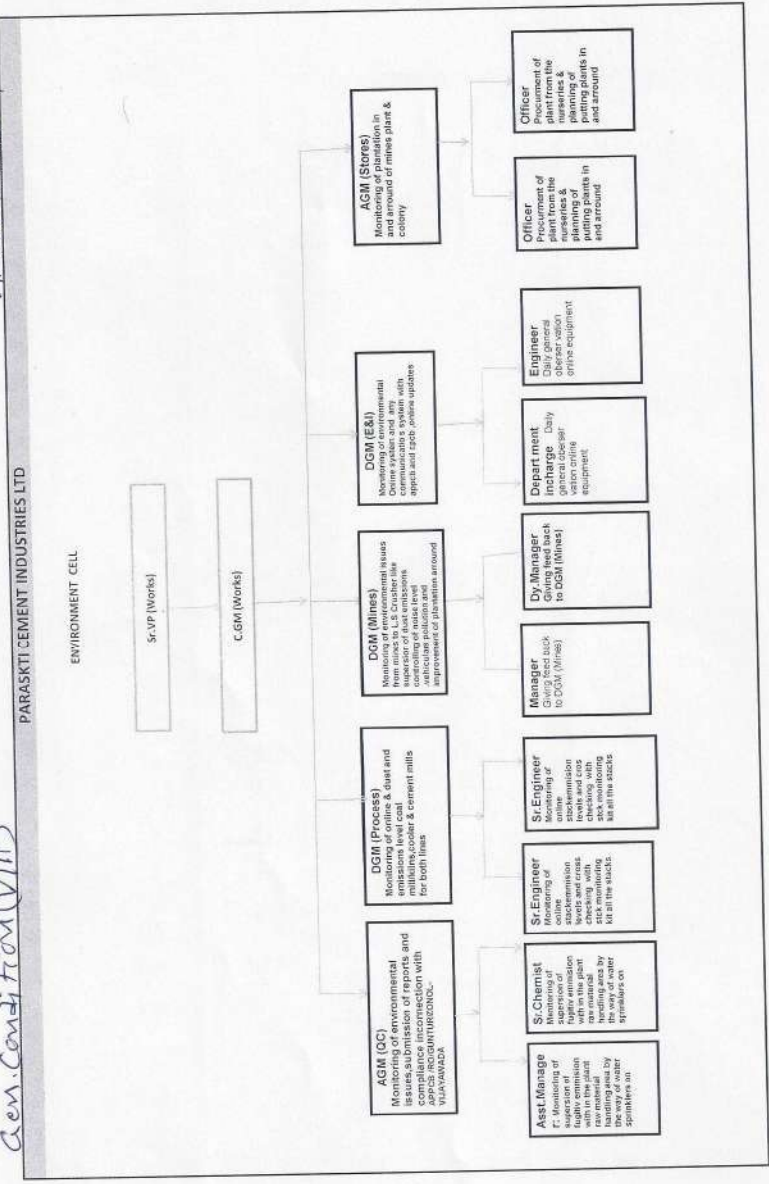 Gen. Condition (VIII)
PARASKTI CEMENT INDUSTRIES LTD
ENVIRONMENT CELL
Sr.VP (Works)
C.GM (Works)
AGM (QC)
Monitoring of environmental
issues,submission of reports and
compliance incornection with
APPCB /RO/GUNTUR/ZONOL-
VIJAYAWADA
DGM (Process)
Monitoring of online & dust and
emissions level coal
mill/kilns,cooler & cement mills
for both lines
DGM (Mines)
Monitoring of environmental issues
from mines to L.S Crusher like
supersior of dust emissions
controlling of noise level
,vehiculars pollution and
improvement of plantation arround
DGM (E&I)
Monitoring of environmental
Online system and any
communicatios system with
appcb and cpcb ,online updates
AGM (Stores)
Monitoring of plantation in
and arround of mines plant &
colony
Asst.Manage
r: Monitoring of
supersion of
fugitiv emmision
with in the plant
raw material
handling area by
the way of water
sprinklers on
Sr.Chemist
Monitoring of
supersion of
fugitiv emmision
with in the plant
raw material
handling area by
the way of water
sprinklers on
Sr.Engineer
Monitoring of
online
stackemmision
levels and cross
checking with
stck monitoring
kit all the stacks
Sr.Engineer
Monitoring of
online
stackemmision
levels and cros
checking with
stck monitoring
kit all the stacks
Manager
Giving feed back
to DGM (Mines)
Dy.Manager
Giving feed back
to DGM (Mines)
Depart ment
incharge Daily
general oberser
vation online
equipment
Engineer
Daily general
oberser vation
online equipment
Officer
Procurment of
plant from the
nurseries &
planning of
putting plants in
and arround
Officer
Procurment of
plant from the
nurseries &
planning of
putting plants in
and arround